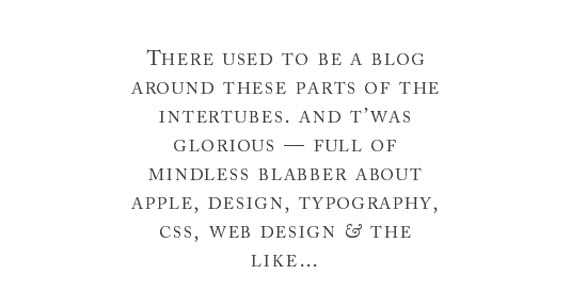 There used to be a blog
around these parts of the
intertubes. and t’was
glorious — full of
mindless blabber about
apple, design, typography,
css, web design & the
like…